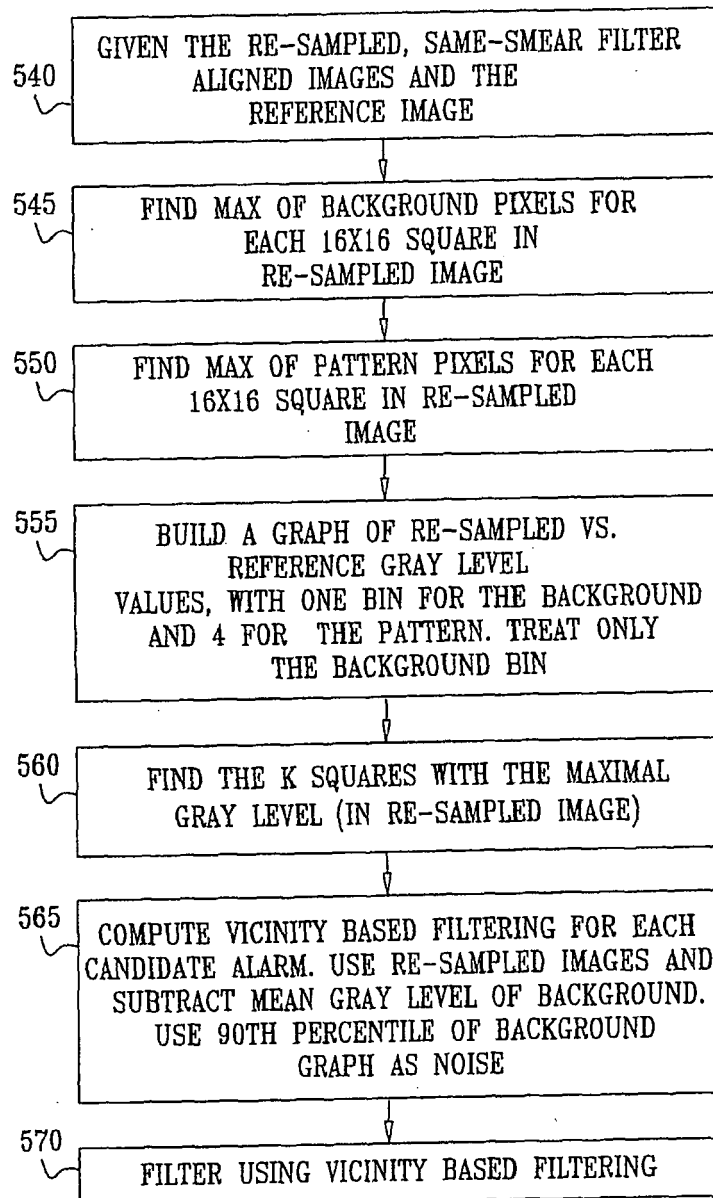 540
GIVEN THE RE-SAMPLED, SAME-SMEAR FILTER
ALIGNED IMAGES AND THE
REFERENCE IMAGE
545
FIND MAX OF BACKGROUND PIXELS FOR
EACH 16X16 SQUARE IN
RE-SAMPLED IMAGE
550
FIND MAX OF PATTERN PIXELS FOR EACH
16X16 SQUARE IN RE-SAMPLED
IMAGE
555
BUILD A GRAPH OF RE-SAMPLED VS.
REFERENCE GRAY LEVEL
VALUES, WITH ONE BIN FOR THE BACKGROUND
AND 4 FOR THE PATTERN. TREAT ONLY
THE BACKGROUND BIN
560
FIND THE K SQUARES WITH THE MAXIMAL
GRAY LEVEL (IN RE-SAMPLED IMAGE)
565
COMPUTE VICINITY BASED FILTERING FOR EACH
CANDIDATE ALARM. USE RE-SAMPLED IMAGES AND
SUBTRACT MEAN GRAY LEVEL OF BACKGROUND.
USE 90TH PERCENTILE OF BACKGROUND
GRAPH AS NOISE
570
FILTER USING VICINITY BASED FILTERING